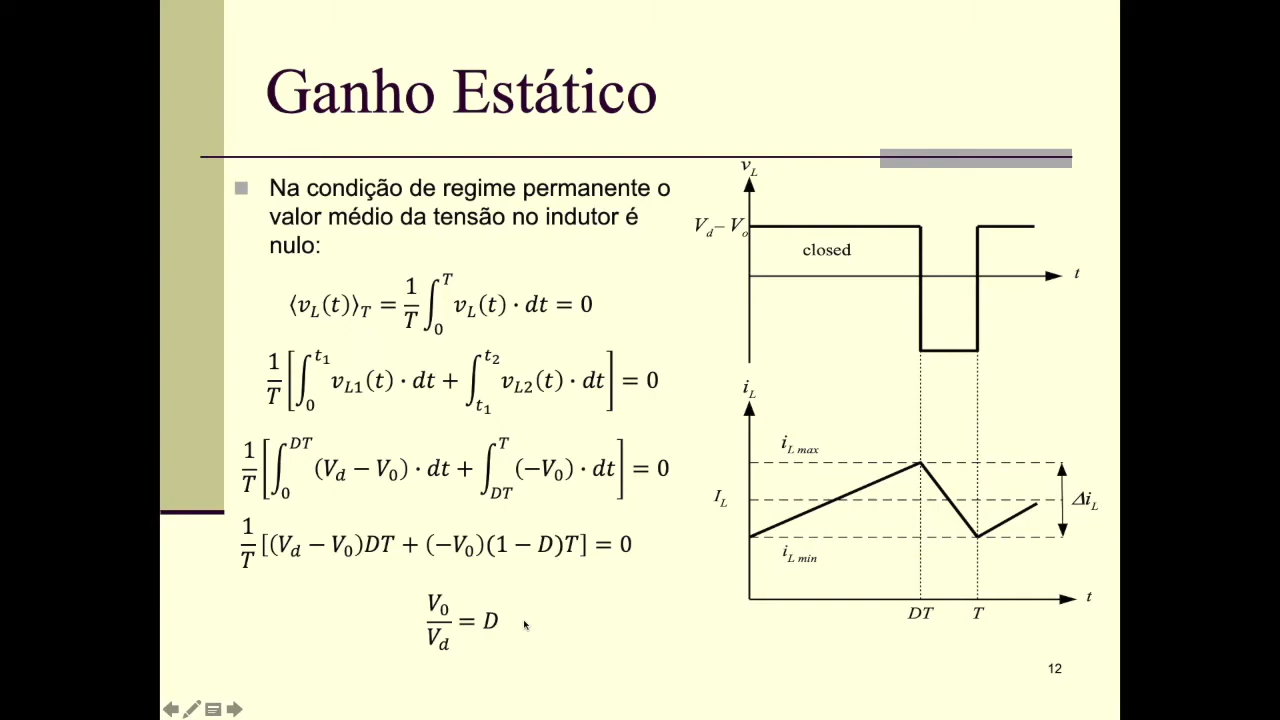 Ganho Estático
Na condição de regime permanente o
valor médio da tensão no indutor é
nulo:
⟨v_L(t)⟩_T = 1/T ∫_0^T v_L(t) · dt = 0
1/T [∫_0^{t_1} v_{L1}(t) · dt + ∫_{t_1}^{t_2} v_{L2}(t) · dt] = 0
1/T [∫_0^{DT} (V_d − V_0) · dt + ∫_{DT}^T (−V_0) · dt] = 0
1/T [(V_d − V_0)DT + (−V_0)(1 − D)T] = 0
V_0/V_d = D
v_L
V_d − V_o
closed
t
i_L
i_{L max}
I_L
Δi_L
i_{L min}
t
DT T
12